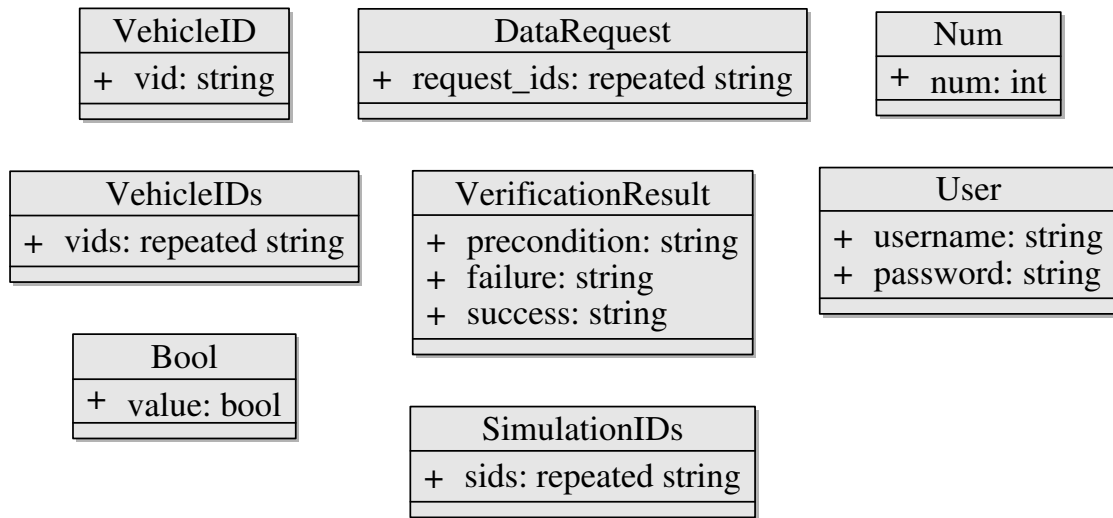 VehicleID
+ vid: string
DataRequest
+ request_ids: repeated string
Num
+ num: int
VehicleIDs
+ vids: repeated string
VerificationResult
+ precondition: string
+ failure: string
+ success: string
User
+ username: string
+ password: string
Bool
+ value: bool
SimulationIDs
+ sids: repeated string